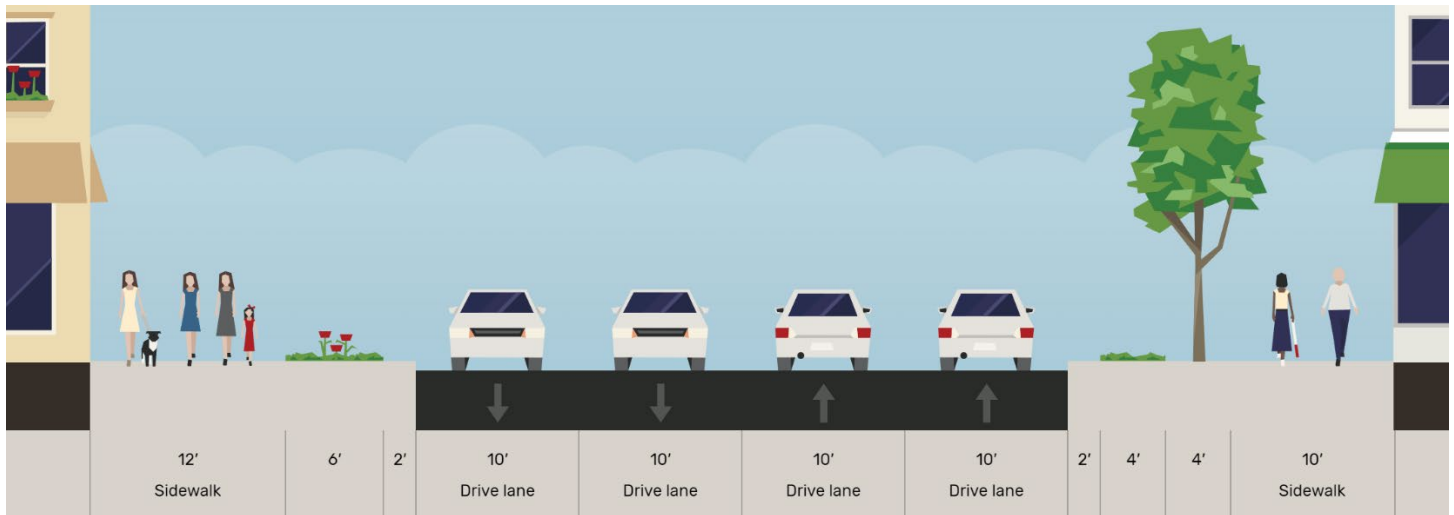 12’ 6’ 2’ 10’ 10’ 10’ 10’ 2’ 4’ 4’ 10’
Sidewalk Drive lane Drive lane Drive lane Drive lane Sidewalk